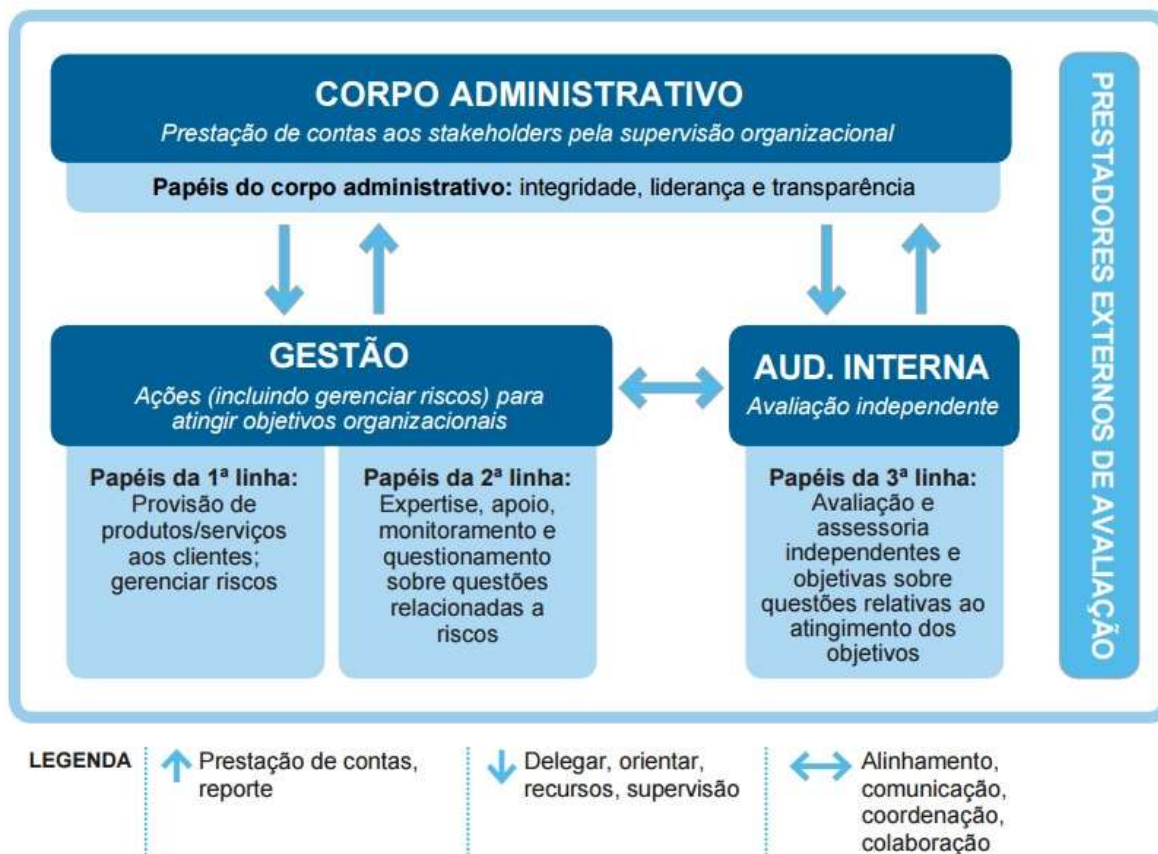 CORPO ADMINISTRATIVO
Prestação de contas aos stakeholders pela supervisão organizacional
Papéis do corpo administrativo: integridade, liderança e transparência
GESTÃO
Ações (incluindo gerenciar riscos) para
atingir objetivos organizacionais
Papéis da 1ª linha:
Provisão de
produtos/serviços
aos clientes;
gerenciar riscos
Papéis da 2ª linha:
Expertise, apoio,
monitoramento e
questionamento
sobre questões
relacionadas a
riscos
AUD. INTERNA
Avaliação independente
Papéis da 3ª linha:
Avaliação e
assessoria
independentes e
objetivas sobre
questões relativas ao
atingimento dos
objetivos
PRESTADORES EXTERNOS DE AVALIAÇÃO
LEGENDA
Prestação de contas,
reporte
Delegar, orientar,
recursos, supervisão
Alinhamento,
comunicação,
coordenação,
colaboração